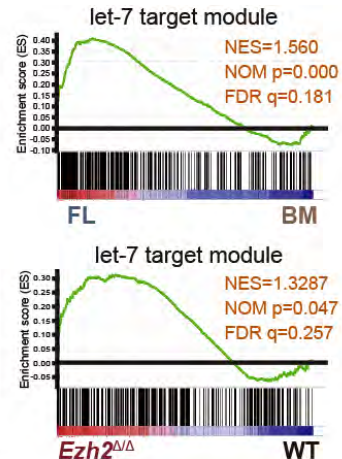 let-7 target module
Enrichment score (ES)
0.40
0.35
0.30
0.25
0.20
0.15
0.10
0.05
0.00
-0.05
-0.10
NES=1.560
NOM p=0.000
FDR q=0.181
FL BM
let-7 target module
Enrichment score (ES)
0.30
0.25
0.20
0.15
0.10
0.05
0.00
-0.05
NES=1.3287
NOM p=0.047
FDR q=0.257
Ezh2Δ/Δ WT